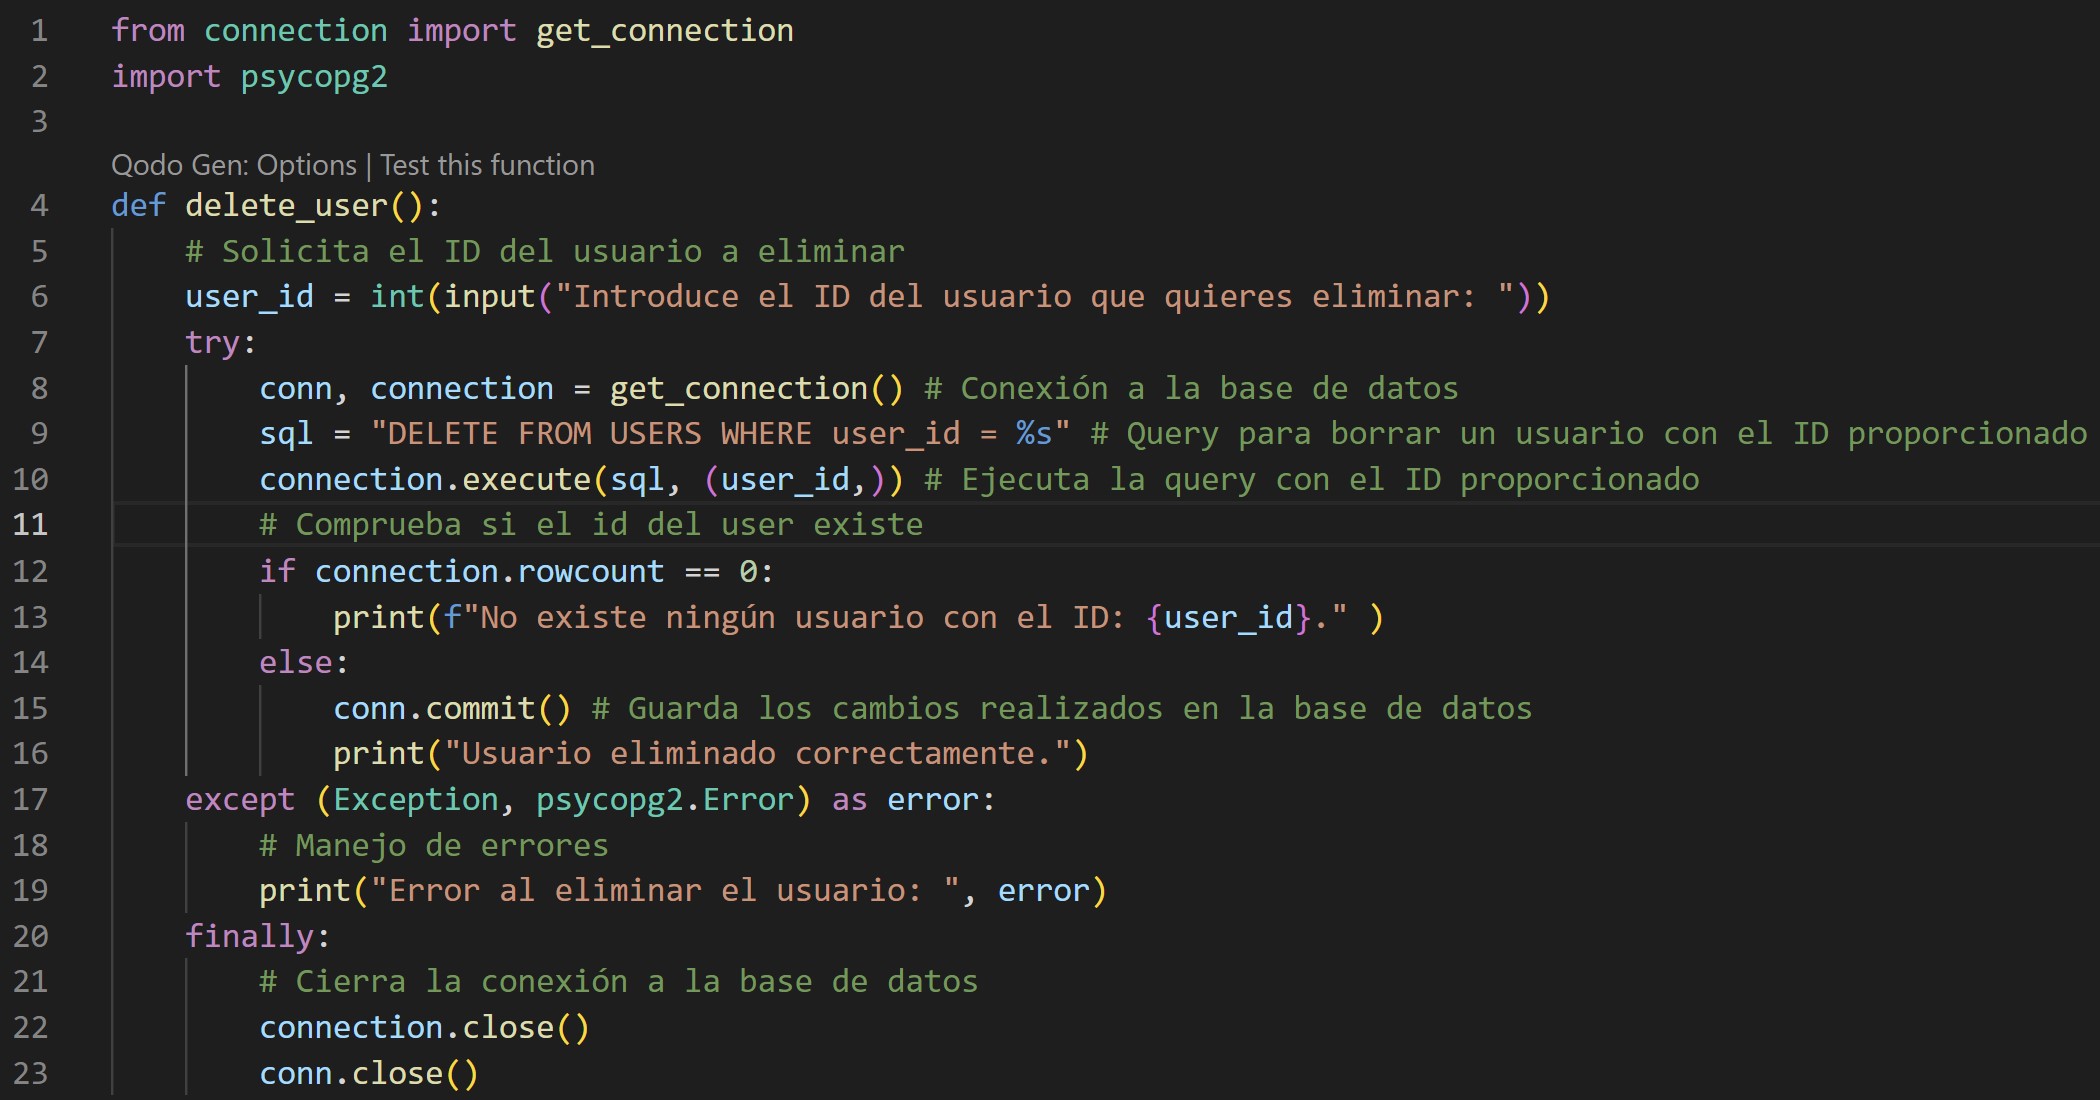 1 from connection import get_connection
2 import psycopg2
3
Qodo Gen: Options | Test this function
4 def delete_user():
5     # Solicita el ID del usuario a eliminar
6     user_id = int(input("Introduce el ID del usuario que quieres eliminar: "))
7     try:
8         conn, connection = get_connection() # Conexión a la base de datos
9         sql = "DELETE FROM USERS WHERE user_id = %s" # Query para borrar un usuario con el ID proporcionado
10         connection.execute(sql, (user_id,)) # Ejecuta la query con el ID proporcionado
11         # Comprueba si el id del user existe
12         if connection.rowcount == 0:
13             print(f"No existe ningún usuario con el ID: {user_id}." )
14         else:
15             conn.commit() # Guarda los cambios realizados en la base de datos
16             print("Usuario eliminado correctamente.")
17     except (Exception, psycopg2.Error) as error:
18         # Manejo de errores
19         print("Error al eliminar el usuario: ", error)
20     finally:
21         # Cierra la conexión a la base de datos
22         connection.close()
23         conn.close()